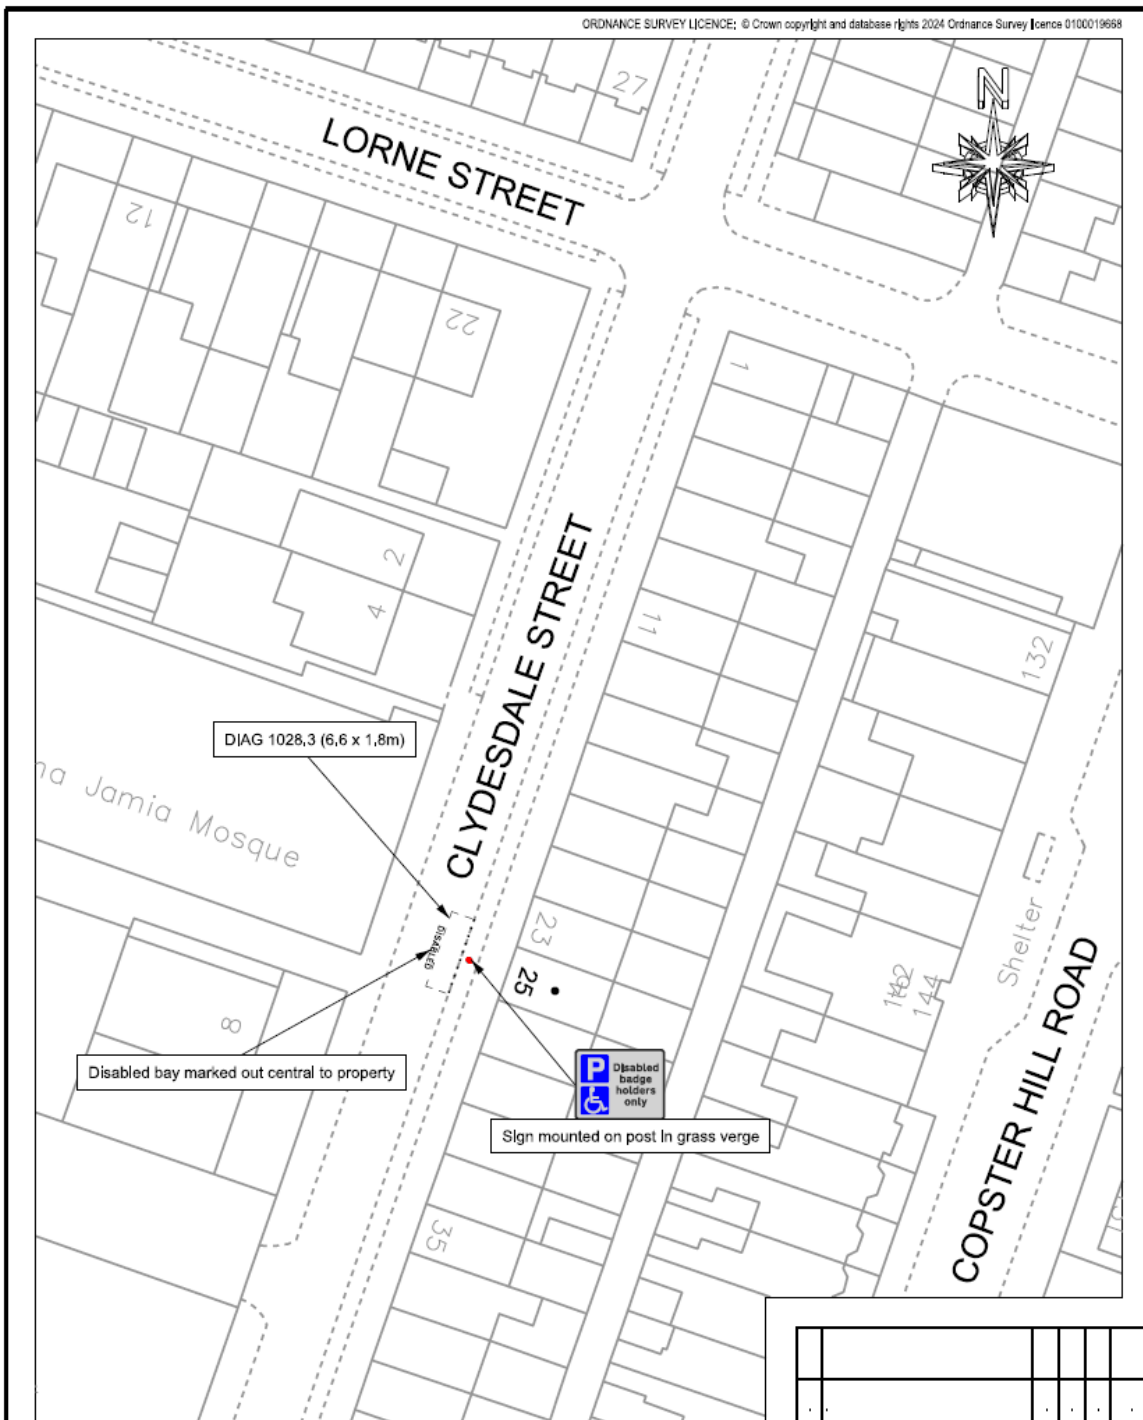 ORDNANCE SURVEY LICENCE: © Crown copyright and database rights 2024 Ordnance Survey licence 0100019668
27
N
LORNE STREET
12
22
1
2
4
11
132
CLYDESDALE STREET
DIAG 1028.3 (6.6 x 1.8m)
na Jamia Mosque
DISABLED
23
25
Shelter
142
144
COPSTER HILL ROAD
8
Disabled bay marked out central to property
P
Disabled
badge
holders
only
Sign mounted on post in grass verge
35